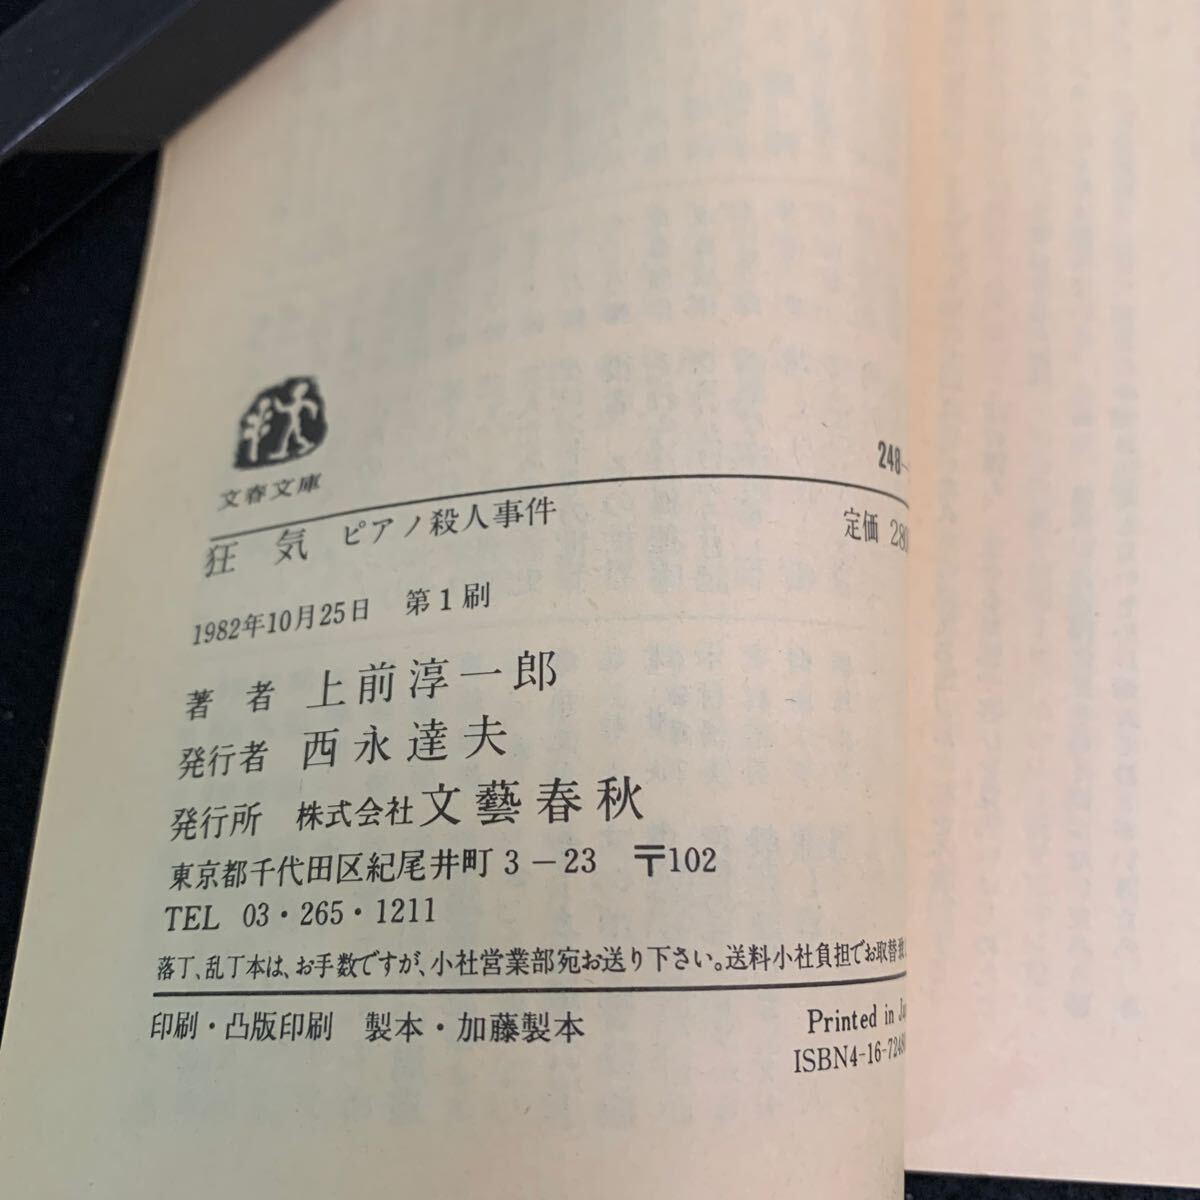 文春文庫
248-
狂気 ピアノ殺人事件
定価 280
1982年10月25日 第1刷
著者 上前淳一郎
発行者 西永達夫
発行所 株式会社 文藝春秋
東京都千代田区紀尾井町3-23 〒102
TEL 03・265・1211
落丁、乱丁本は、お手数ですが、小社営業部宛お送り下さい。送料小社負担でお取替致
印刷・凸版印刷 製本・加藤製本
Printed in Ja
ISBN4-16-7248